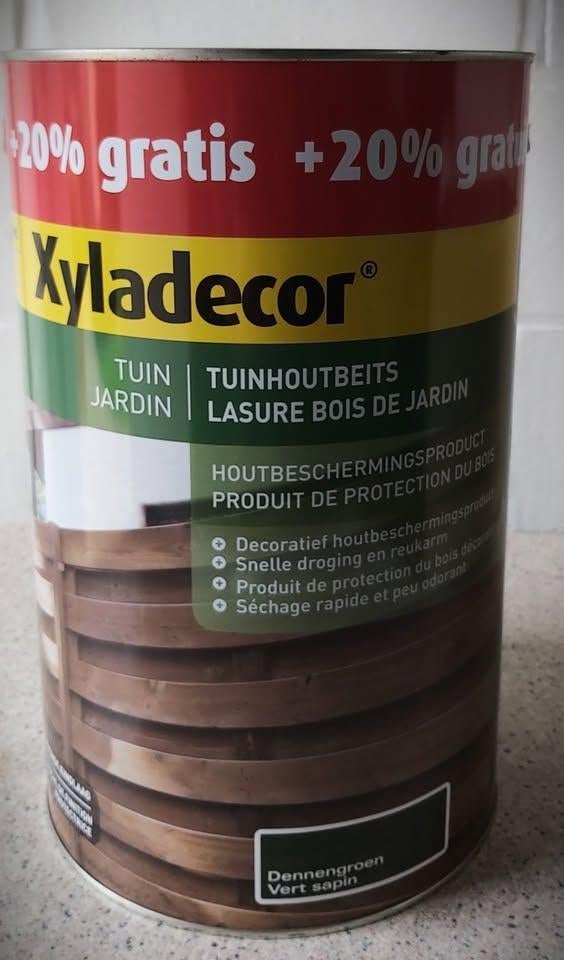 +20% gratis +20% gratuis
Xyladecor®
TUIN
JARDIN
TUINHOUTBEITS
LASURE BOIS DE JARDIN
HOUTBESCHERMINGSPRODUCT
PRODUIT DE PROTECTION DU BOIS
Decoratief houtbeschermingsproduct
Snelle droging en reukarm
Produit de protection du bois décoratif
Séchage rapide et peu odorant
Dennengroen
Vert sapin